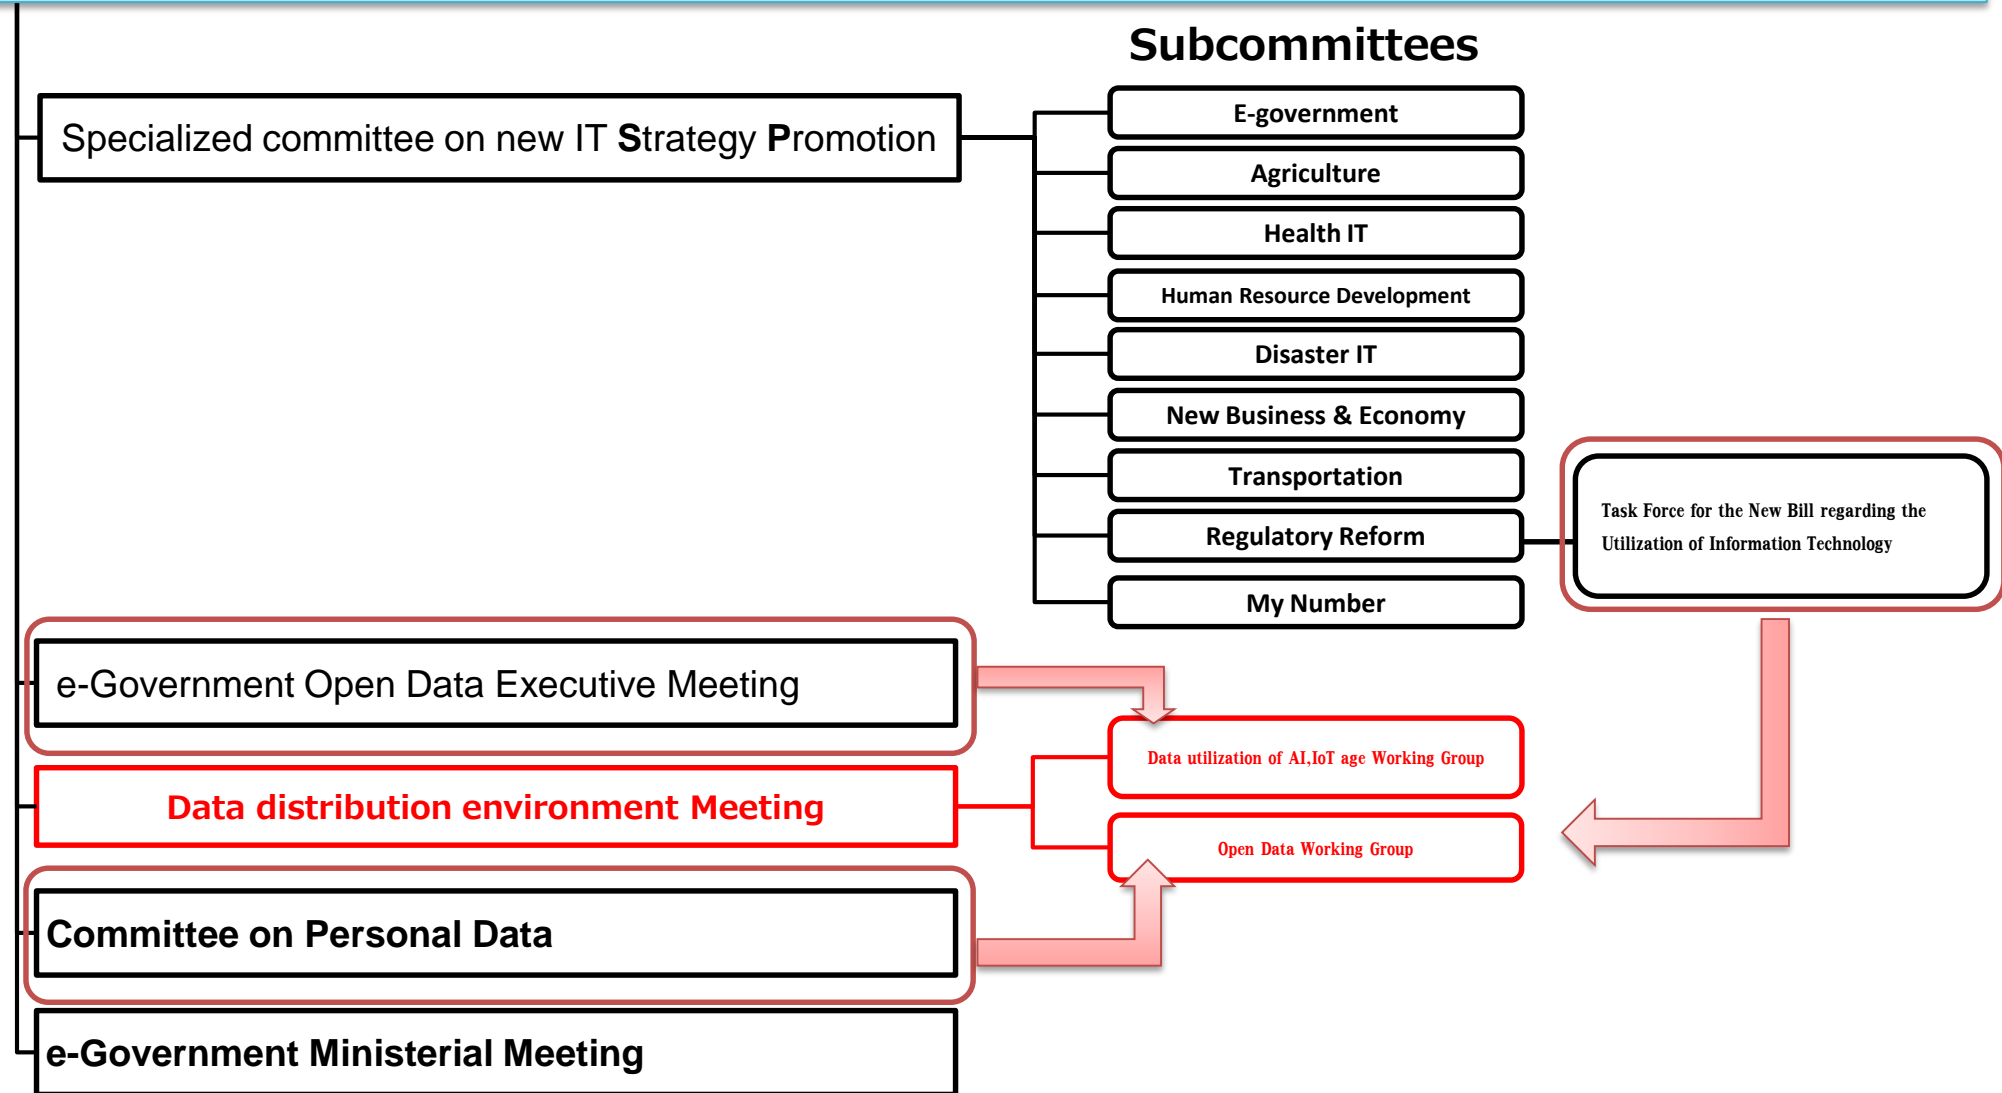 Subcommittees
Specialized committee on new IT Strategy Promotion
E-government
Agriculture
Health IT
Human Resource Development
Disaster IT
New Business & Economy
Transportation
Regulatory Reform
My Number
Task Force for the New Bill regarding the
Utilization of Information Technology
e-Government Open Data Executive Meeting
Data distribution environment Meeting
Data utilization of AI,IoT age Working Group
Open Data Working Group
Committee on Personal Data
e-Government Ministerial Meeting